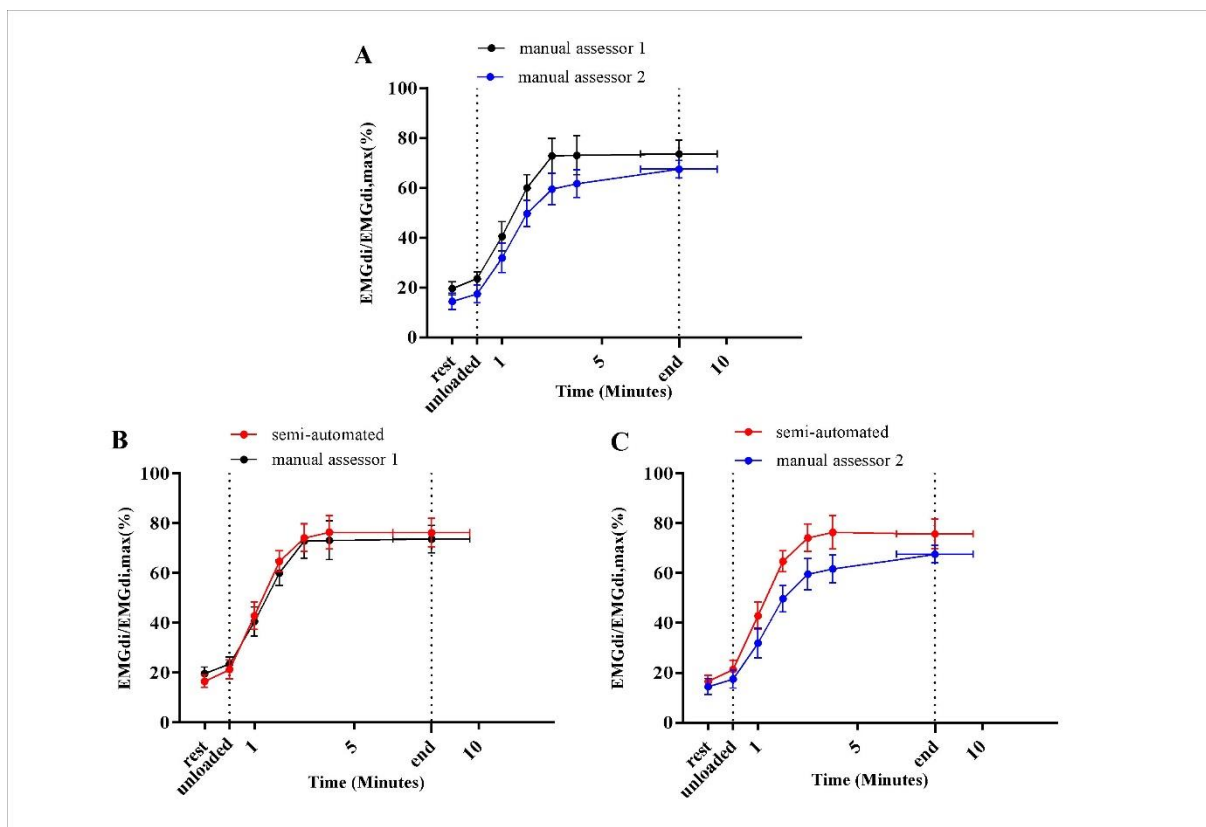 A
manual assessor 1
manual assessor 2
EMGdi/EMGdi,max(%)
100
80
60
40
20
0
rest
unloaded
1
5
end
10
Time (Minutes)
B
semi-automated
manual assessor 1
EMGdi/EMGdi,max(%)
100
80
60
40
20
0
rest
unloaded
1
5
end
10
Time (Minutes)
C
semi-automated
manual assessor 2
EMGdi/EMGdi,max(%)
100
80
60
40
20
0
rest
unloaded
1
5
end
10
Time (Minutes)